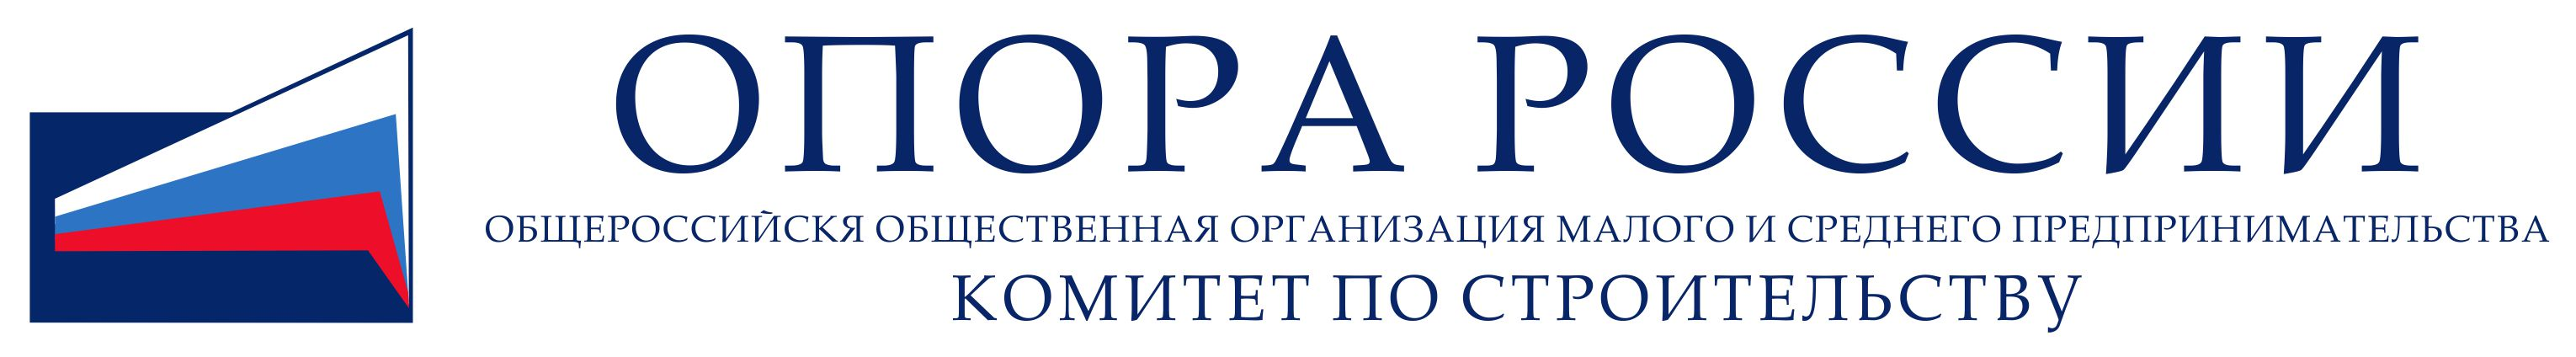 ОПОРА РОССИИ
ОБЩЕРОССИЙСКЯ ОБЩЕСТВЕННАЯ ОРГАНИЗАЦИЯ МАЛОГО И СРЕДНЕГО ПРЕДПРИНИМАТЕЛЬСТВА
КОМИТЕТ ПО СТРОИТЕЛЬСТВу